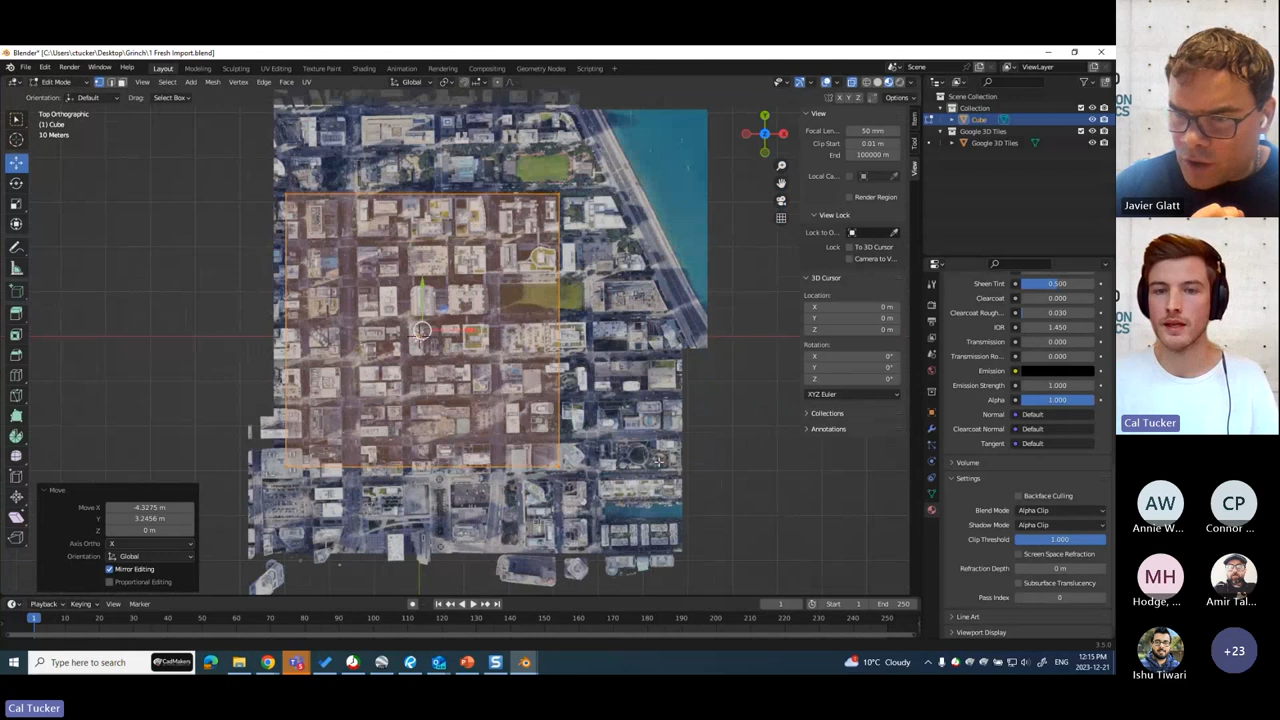 Blender* [C:\Users\ctucker\Desktop\Grinch\1 Fresh Import.blend]
File Edit Render Window Help Layout Modeling Sculpting UV Editing Texture Paint Shading Animation Rendering Compositing Geometry Nodes Scripting + Scene ViewLayer
Edit Mode View Select Add Mesh Vertex Edge Face UV Global
Orientation: Default Drag: Select Box X Y Z Options
Top Orthographic
(1) Cube
10 Meters
View
Focal Len... 50 mm
Clip Start 0.01 m
End 100000 m
Local Ca...
Render Region
View Lock
Lock to O...
Lock To 3D Cursor
Camera to V...
3D Cursor
Location:
X 0 m
Y 0 m
Z 0 m
Rotation:
X 0°
Y 0°
Z 0°
XYZ Euler
Collections
Annotations
Item
Tool
View
Scene Collection
Collection
Cube
Google 3D Tiles
Google 3D Tiles
Sheen Tint 0.500
Clearcoat 0.000
Clearcoat Rough... 0.030
IOR 1.450
Transmission 0.000
Transmission Ro... 0.000
Emission
Emission Strength 1.000
Alpha 1.000
Normal Default
Clearcoat Normal Default
Tangent Default
Volume
Settings
Backface Culling
Blend Mode Alpha Clip
Shadow Mode Alpha Clip
Clip Threshold 1.000
Screen Space Refraction
Refraction Depth 0 m
Subsurface Translucency
Pass Index 0
Line Art
Viewport Display
Move
Move X -4.3275 m
Y 3.2456 m
Z 0 m
Axis Ortho X
Orientation Global
Mirror Editing
Proportional Editing
Playback Keying View Marker 1 Start 1 End 250
1 10 20 30 40 50 60 70 80 90 100 110 120 130 140 150 160 170 180 190 200 210 220 230 240 250
3.5.0
Type here to search CadMakers 10°C Cloudy ENG 12:15 PM
2023-12-21
Javier Glatt
Cal Tucker
AW
Annie W...
CP
Connor ...
MH
Hodge, ...
Amir Tal...
Ishu Tiwari
+23
Cal Tucker